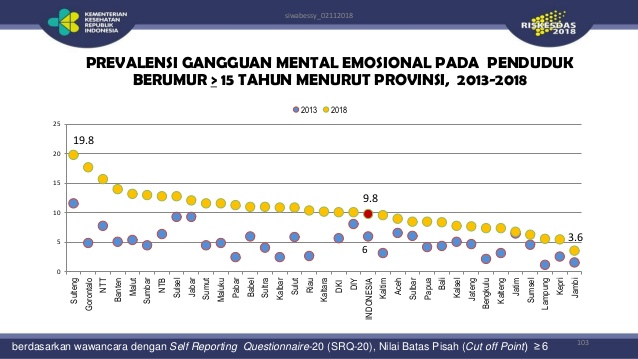 KEMENTERIAN
KESEHATAN
REPUBLIK
INDONESIA
siwabessy_02112018
RISKESDAS
2018
PREVALENSI GANGGUAN MENTAL EMOSIONAL PADA PENDUDUK
BERUMUR > 15 TAHUN MENURUT PROVINSI, 2013-2018
2013 2018
25
20
15
10
5
0
19.8
9.8
6
3.6
Sulteng
Gorontalo
NTT
Banten
Malut
Sumbar
NTB
Sulsel
Jabar
Sumut
Maluku
Pabar
Babel
Sultra
Kalbar
Sulut
Riau
Kaltara
DKI
DIY
INDONESIA
Kaltim
Aceh
Sulbar
Papua
Bali
Kalsel
Jateng
Bengkulu
Kalteng
Jatim
Sumsel
Lampung
Kepri
Jambi
berdasarkan wawancara dengan Self Reporting Questionnaire-20 (SRQ-20), Nilai Batas Pisah (Cut off Point) ≥ 6
103